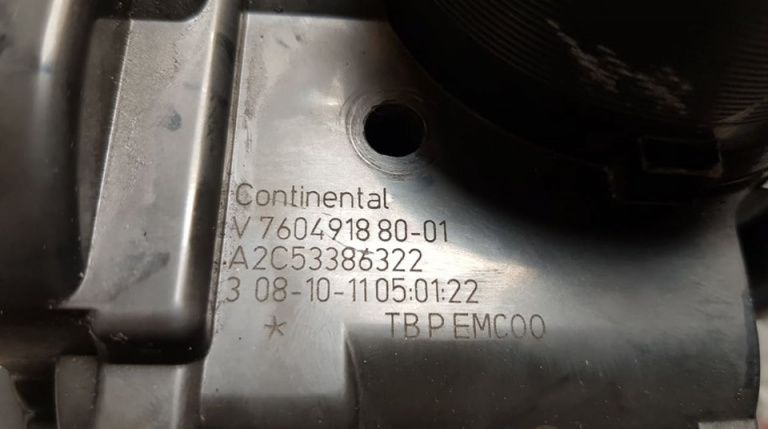 Continental
V 7604918 80-01
A2C53386322
3 08-10-11 05:01:22
* TB P EMC00